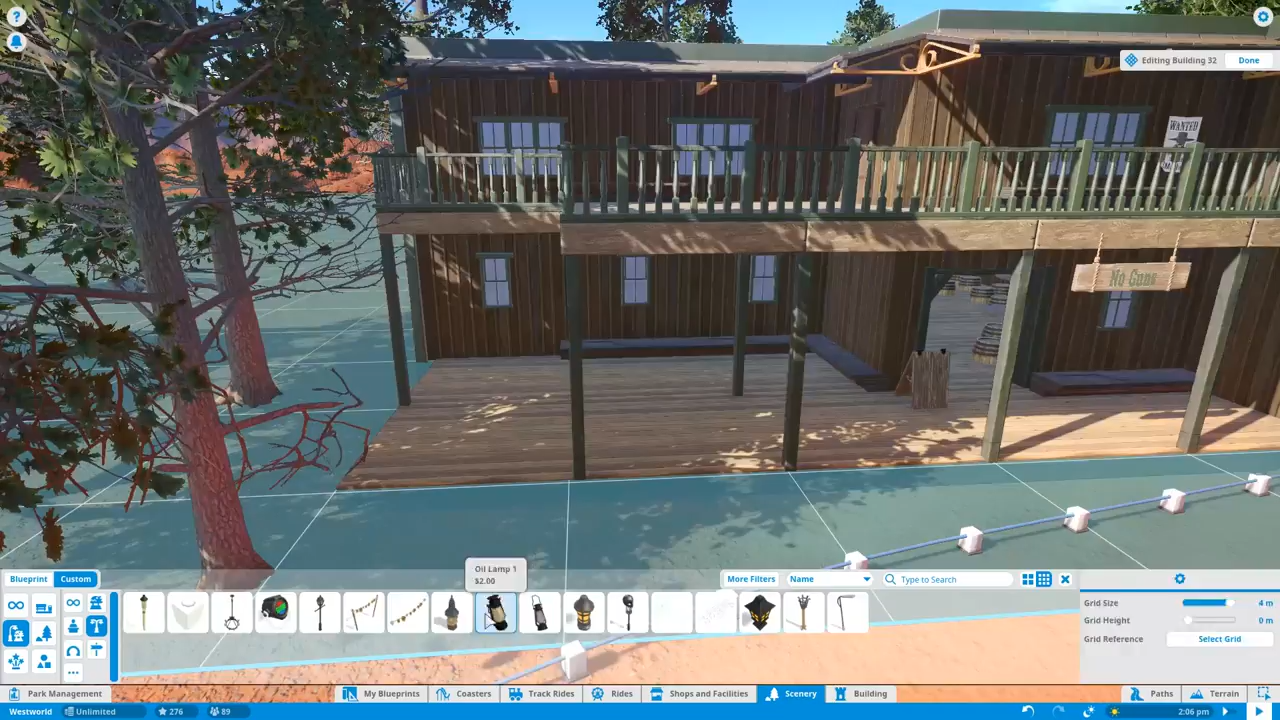 ?
Editing Building 32
Done
WANTED
No Guns
Oil Lamp 1
$2.00
Blueprint
Custom
More Filters
Name
Type to Search
Grid Size
4 m
Grid Height
0 m
Grid Reference
Select Grid
Park Management
My Blueprints
Coasters
Track Rides
Rides
Shops and Facilities
Scenery
Building
Paths
Terrain
Westworld
Unlimited
276
89
2:06 pm